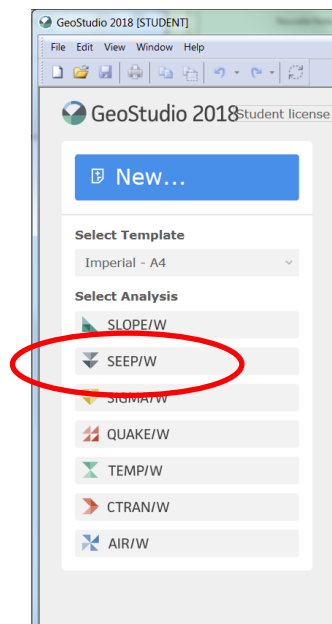 GeoStudio 2018 [STUDENT]
File Edit View Window Help
GeoStudio 2018 Student license
New...
Select Template
Imperial - A4
Select Analysis
SLOPE/W
SEEP/W
SIGMA/W
QUAKE/W
TEMP/W
CTRAN/W
AIR/W